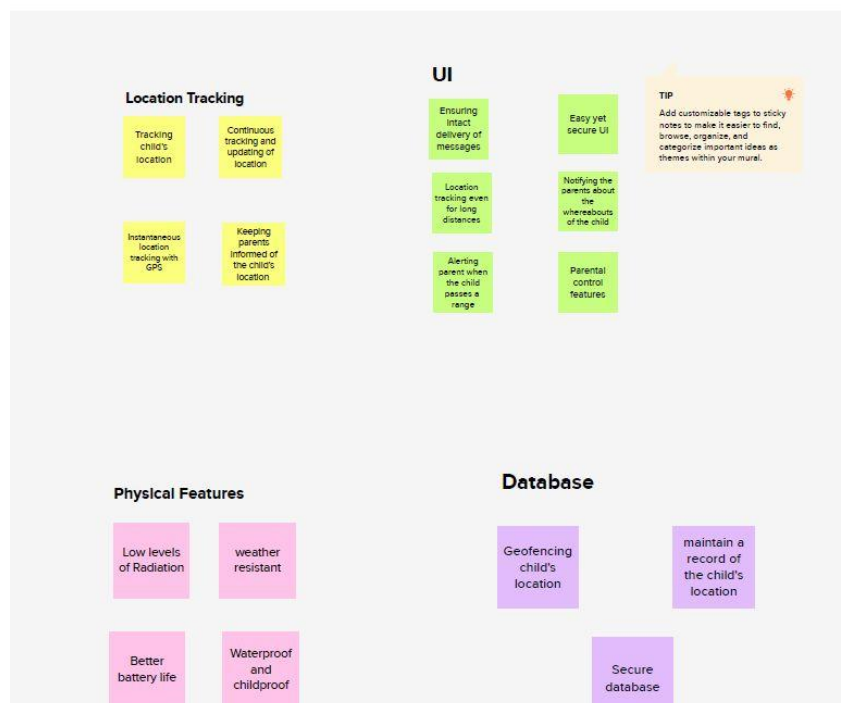 Location Tracking
Tracking
child's
location
Continuous
tracking and
updating of
location
Instantaneous
location
tracking with
GPS
Keeping
parents
informed of
the child's
location
UI
Ensuring
intact
delivery of
messages
Easy yet
secure UI
Location
tracking even
for long
distances
Notifying the
parents about
the
whereabouts
of the child
Alerting
parent when
the child
passes a
range
Parental
control
features
TIP
Add customizable tags to sticky
notes to make it easier to find,
browse, organize, and
categorize important ideas as
themes within your mural.
Physical Features
Low levels
of Radiation
weather
resistant
Better
battery life
Waterproof
and
childproof
Database
Geofencing
child's
location
maintain a
record of
the child's
location
Secure
database